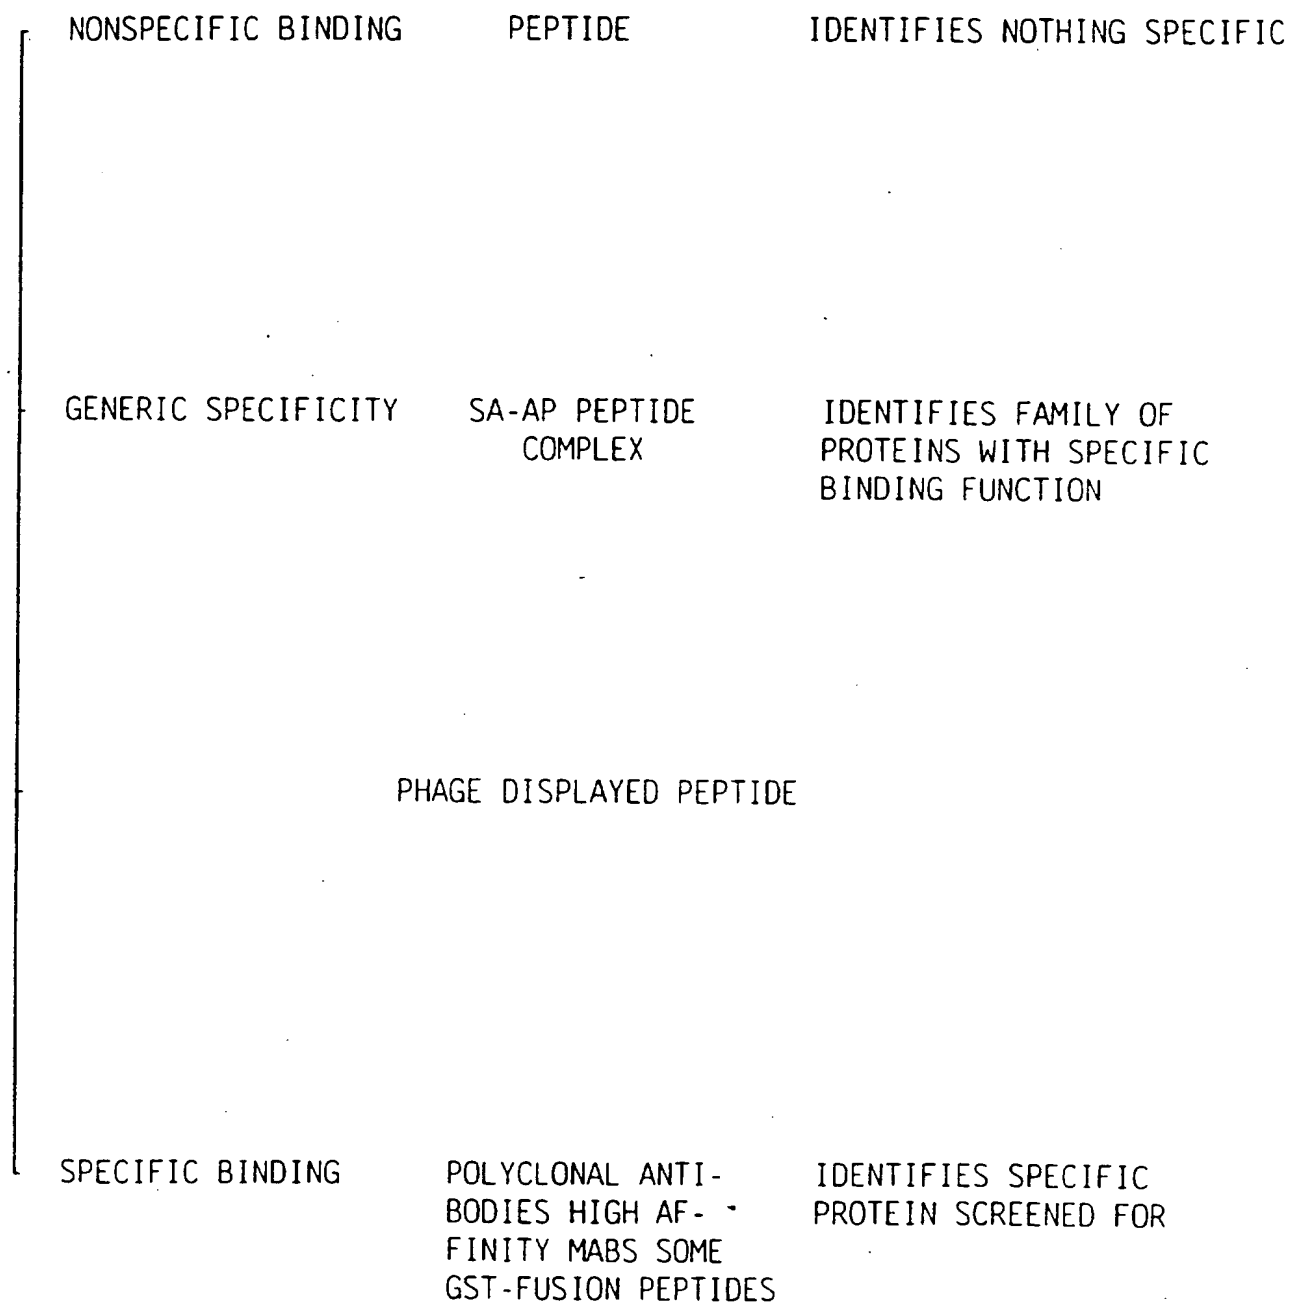 NONSPECIFIC BINDING PEPTIDE IDENTIFIES NOTHING SPECIFIC
GENERIC SPECIFICITY SA-AP PEPTIDE IDENTIFIES FAMILY OF
COMPLEX PROTEINS WITH SPECIFIC
BINDING FUNCTION
PHAGE DISPLAYED PEPTIDE
SPECIFIC BINDING POLYCLONAL ANTI- IDENTIFIES SPECIFIC
BODIES HIGH AF- PROTEIN SCREENED FOR
FINITY MABS SOME
GST-FUSION PEPTIDES